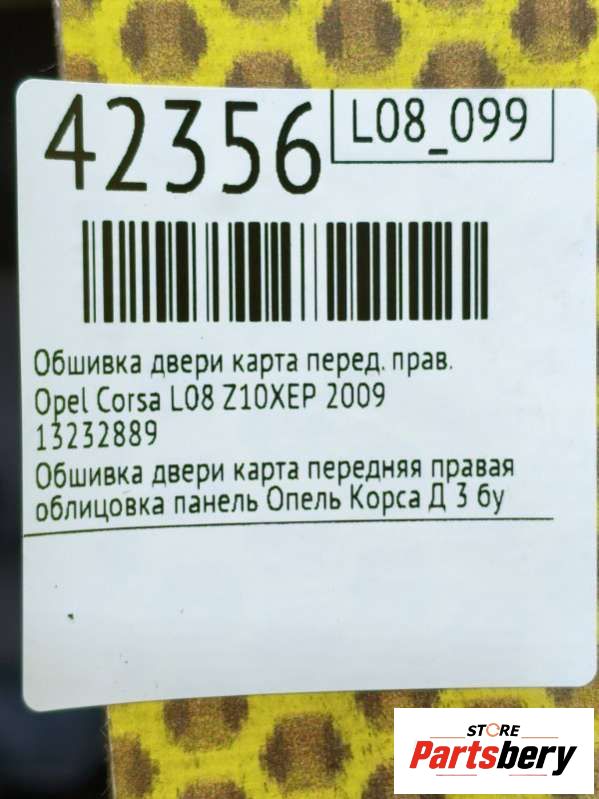 42356
L08_099
Обшивка двери карта перед. прав.
Opel Corsa L08 Z10XEP 2009
13232889
Обшивка двери карта передняя правая
облицовка панель Опель Корса Д 3 бу
STORE
Partsbery